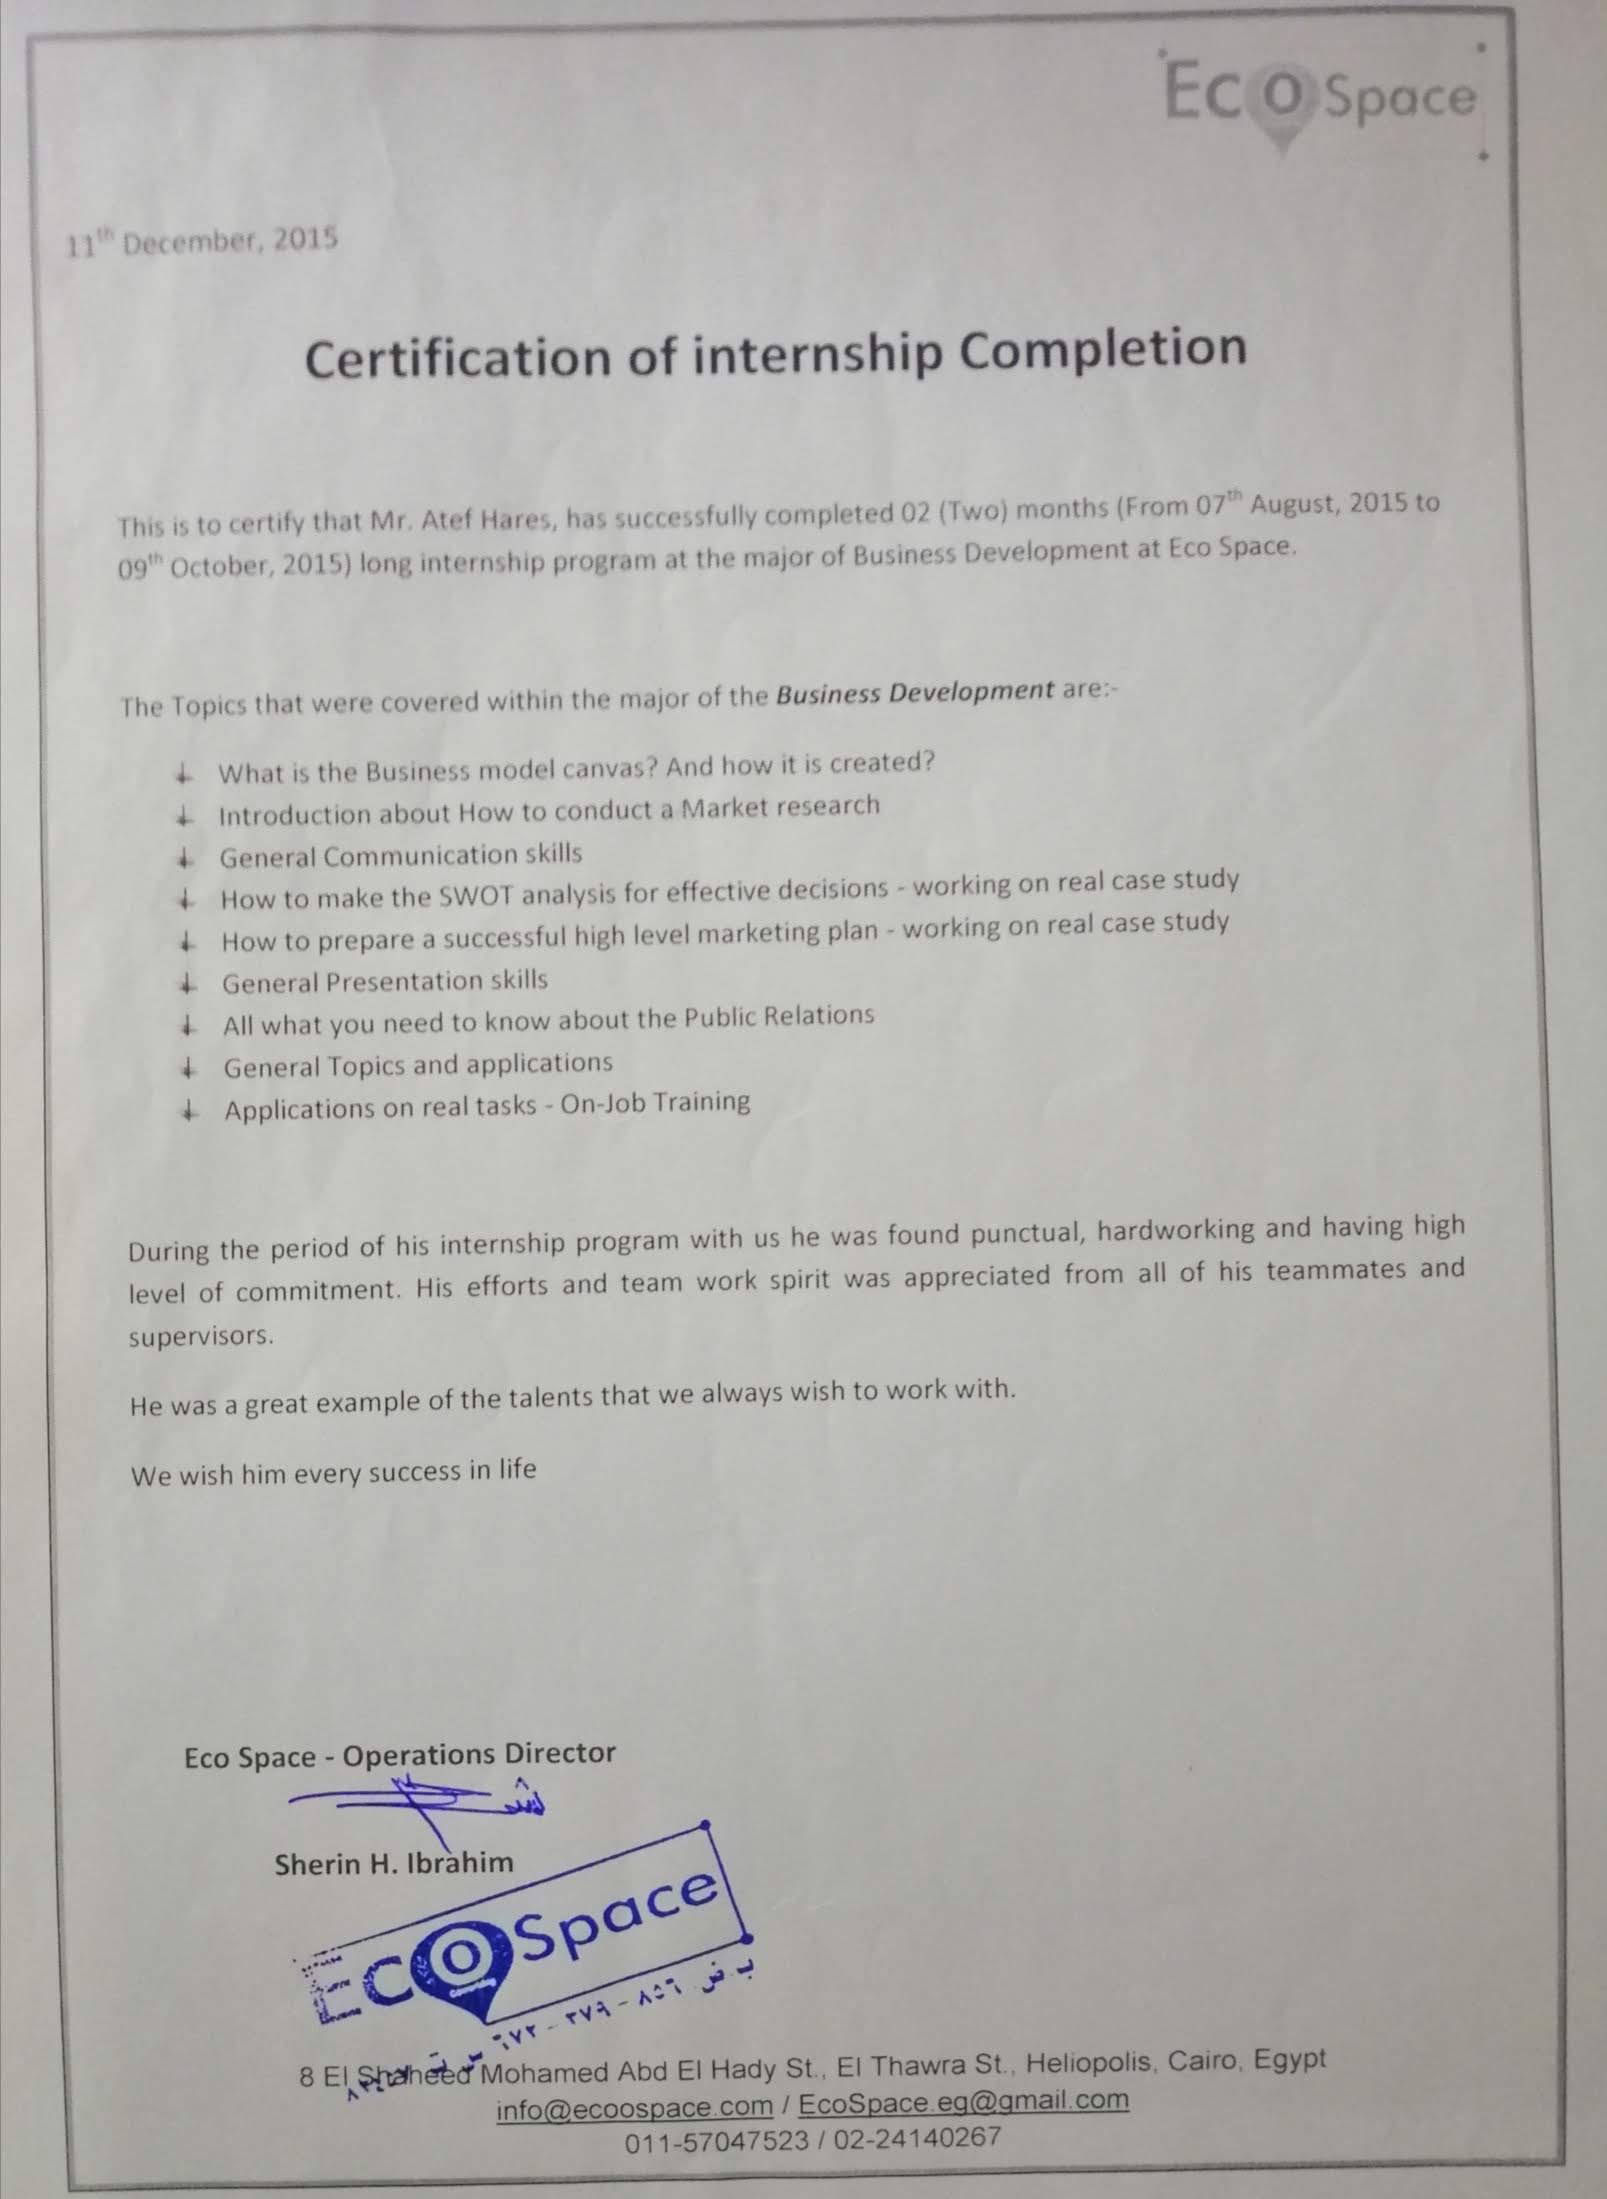 Eco Space
11th December, 2015
Certification of internship Completion
This is to certify that Mr. Atef Hares, has successfully completed 02 (Two) months (From 07th August, 2015 to
09th October, 2015) long internship program at the major of Business Development at Eco Space.
The Topics that were covered within the major of the Business Development are:-
What is the Business model canvas? And how it is created?
Introduction about How to conduct a Market research
General Communication skills
How to make the SWOT analysis for effective decisions - working on real case study
How to prepare a successful high level marketing plan - working on real case study
General Presentation skills
All what you need to know about the Public Relations
General Topics and applications
Applications on real tasks - On-Job Training
During the period of his internship program with us he was found punctual, hardworking and having high
level of commitment. His efforts and team work spirit was appreciated from all of his teammates and
supervisors.
He was a great example of the talents that we always wish to work with.
We wish him every success in life
Eco Space - Operations Director
Sherin H. Ibrahim
Eco Space
ب ض ٨٥٦ - ٣٧٩ - ٦٧٢
8 El Shaheed Mohamed Abd El Hady St., El Thawra St., Heliopolis, Cairo, Egypt
info@ecoospace.com / EcoSpace.eg@gmail.com
011-57047523 / 02-24140267